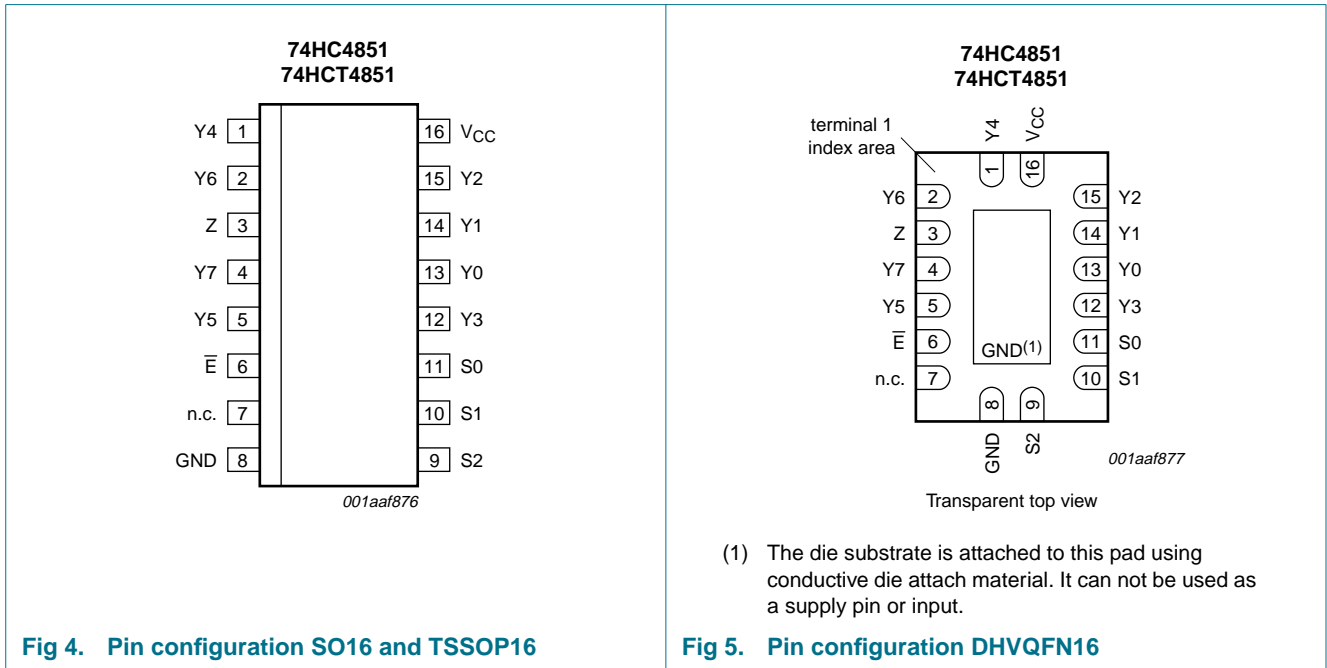 74HC4851
74HCT4851
Y4 1 16 VCC
Y6 2 15 Y2
Z 3 14 Y1
Y7 4 13 Y0
Y5 5 12 Y3
E̅ 6 11 S0
n.c. 7 10 S1
GND 8 9 S2
001aaf876
Fig 4. Pin configuration SO16 and TSSOP16
74HC4851
74HCT4851
terminal 1
index area
Y4 VCC
1 16
Y6 2 15 Y2
Z 3 14 Y1
Y7 4 13 Y0
Y5 5 12 Y3
E̅ 6 11 S0
GND(1)
n.c. 7 10 S1
8 9
GND S2
001aaf877
Transparent top view
(1) The die substrate is attached to this pad using
conductive die attach material. It can not be used as
a supply pin or input.
Fig 5. Pin configuration DHVQFN16